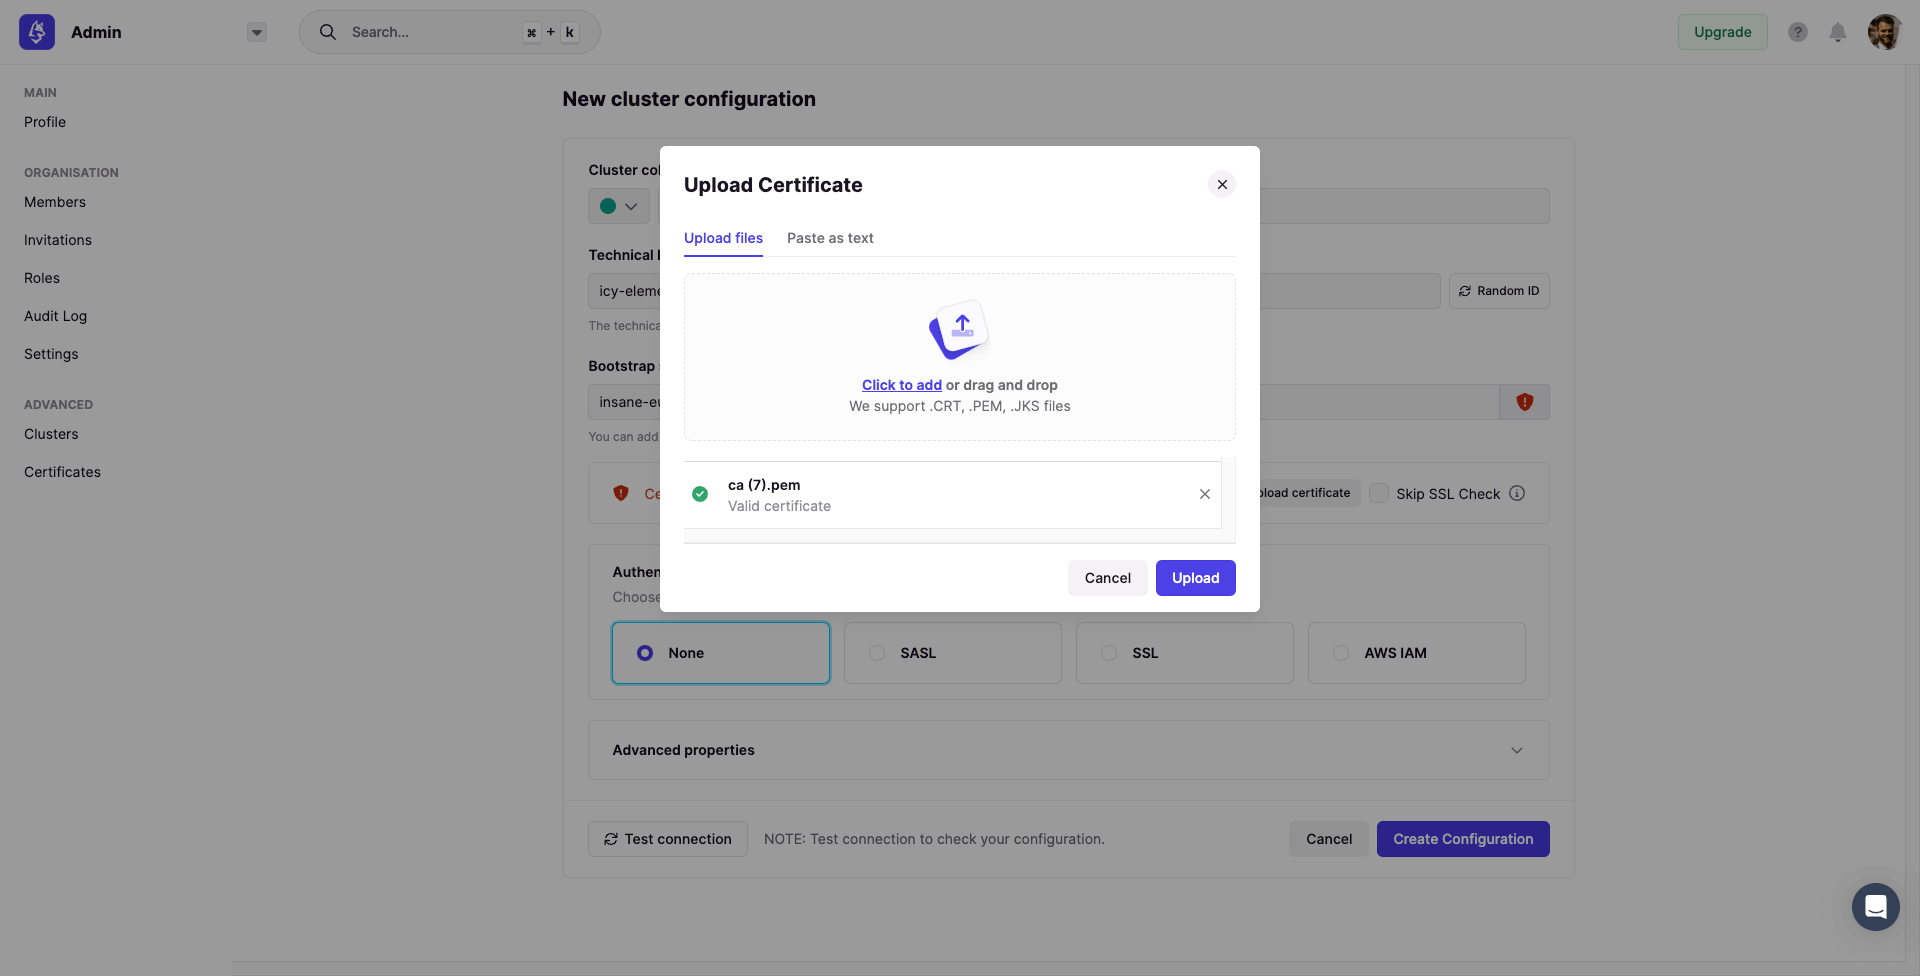 Admin
Search...
⌘ + k
Upgrade
?
MAIN
Profile
ORGANISATION
Members
Invitations
Roles
Audit Log
Settings
ADVANCED
Clusters
Certificates
New cluster configuration
Cluster
Technical
icy-eleme
Random ID
The technica
Bootstrap
insane-eu
You can add
Ce
pload certificate
Skip SSL Check
Upload Certificate
Upload files
Paste as text
Click to add or drag and drop
We support .CRT, .PEM, .JKS files
ca (7).pem
Valid certificate
Cancel
Upload
Authen
Choose
None
SASL
SSL
AWS IAM
Advanced properties
Test connection
NOTE: Test connection to check your configuration.
Cancel
Create Configuration